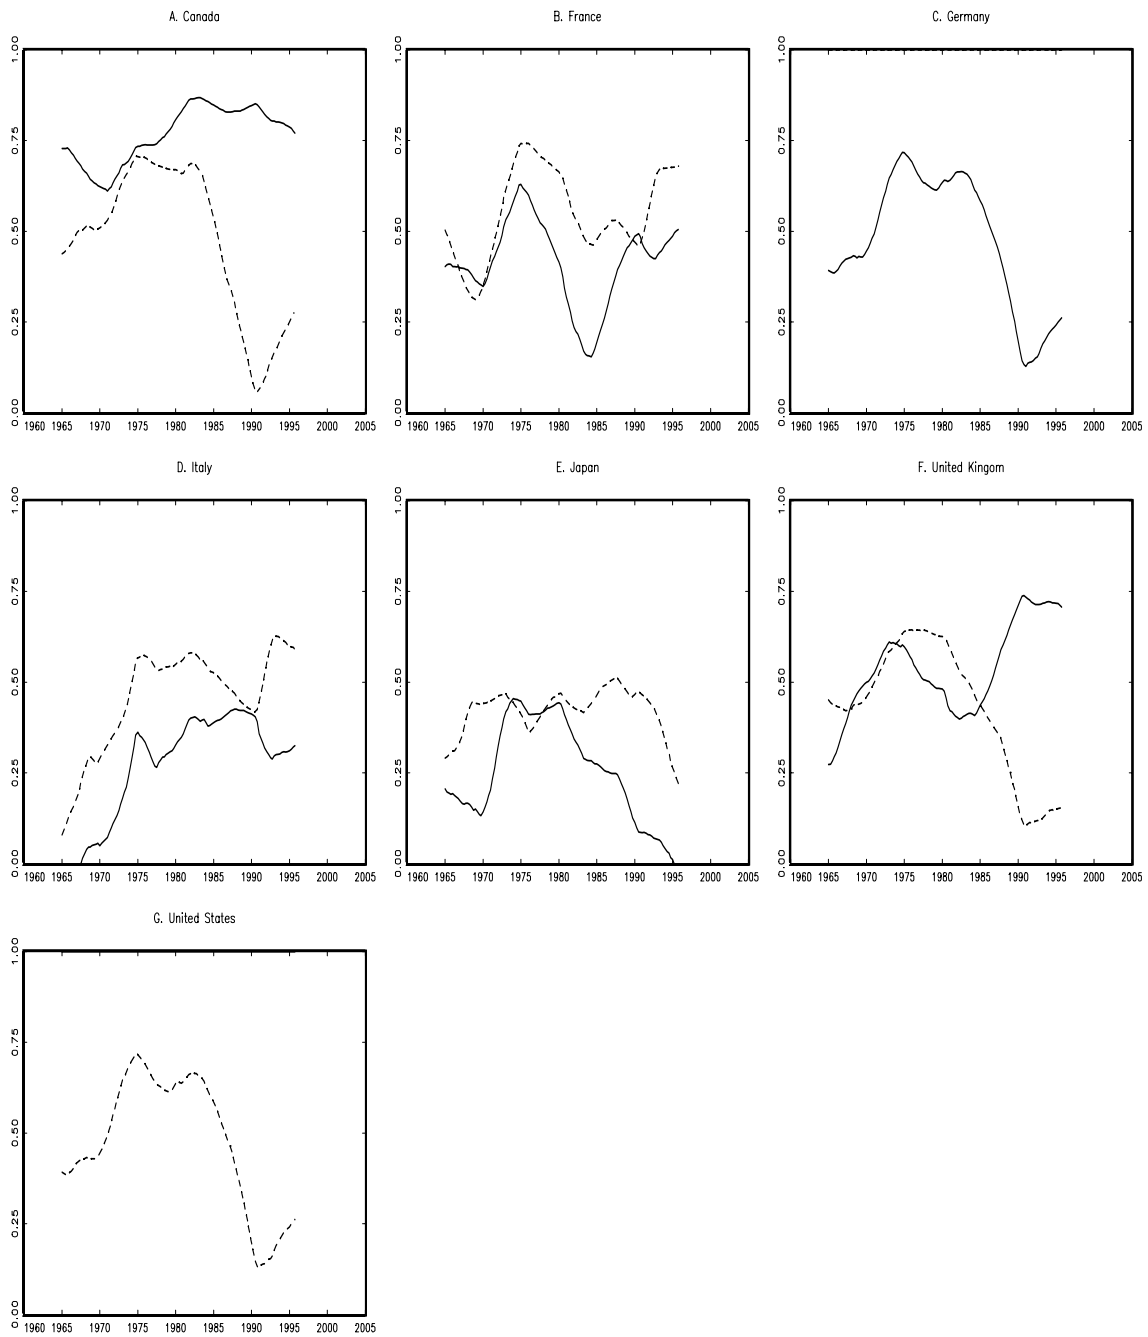 A. Canada
B. France
C. Germany
1.00 1.00 1.00
0.75 0.75 0.75
0.50 0.50 0.50
0.25 0.25 0.25
0.00 0.00 0.00
1960 1965 1970 1975 1980 1985 1990 1995 2000 2005
1960 1965 1970 1975 1980 1985 1990 1995 2000 2005
1960 1965 1970 1975 1980 1985 1990 1995 2000 2005
D. Italy
E. Japan
F. United Kingom
1.00 1.00 1.00
0.75 0.75 0.75
0.50 0.50 0.50
0.25 0.25 0.25
0.00 0.00 0.00
1960 1965 1970 1975 1980 1985 1990 1995 2000 2005
1960 1965 1970 1975 1980 1985 1990 1995 2000 2005
1960 1965 1970 1975 1980 1985 1990 1995 2000 2005
G. United States
1.00
0.75
0.50
0.25
0.00
1960 1965 1970 1975 1980 1985 1990 1995 2000 2005